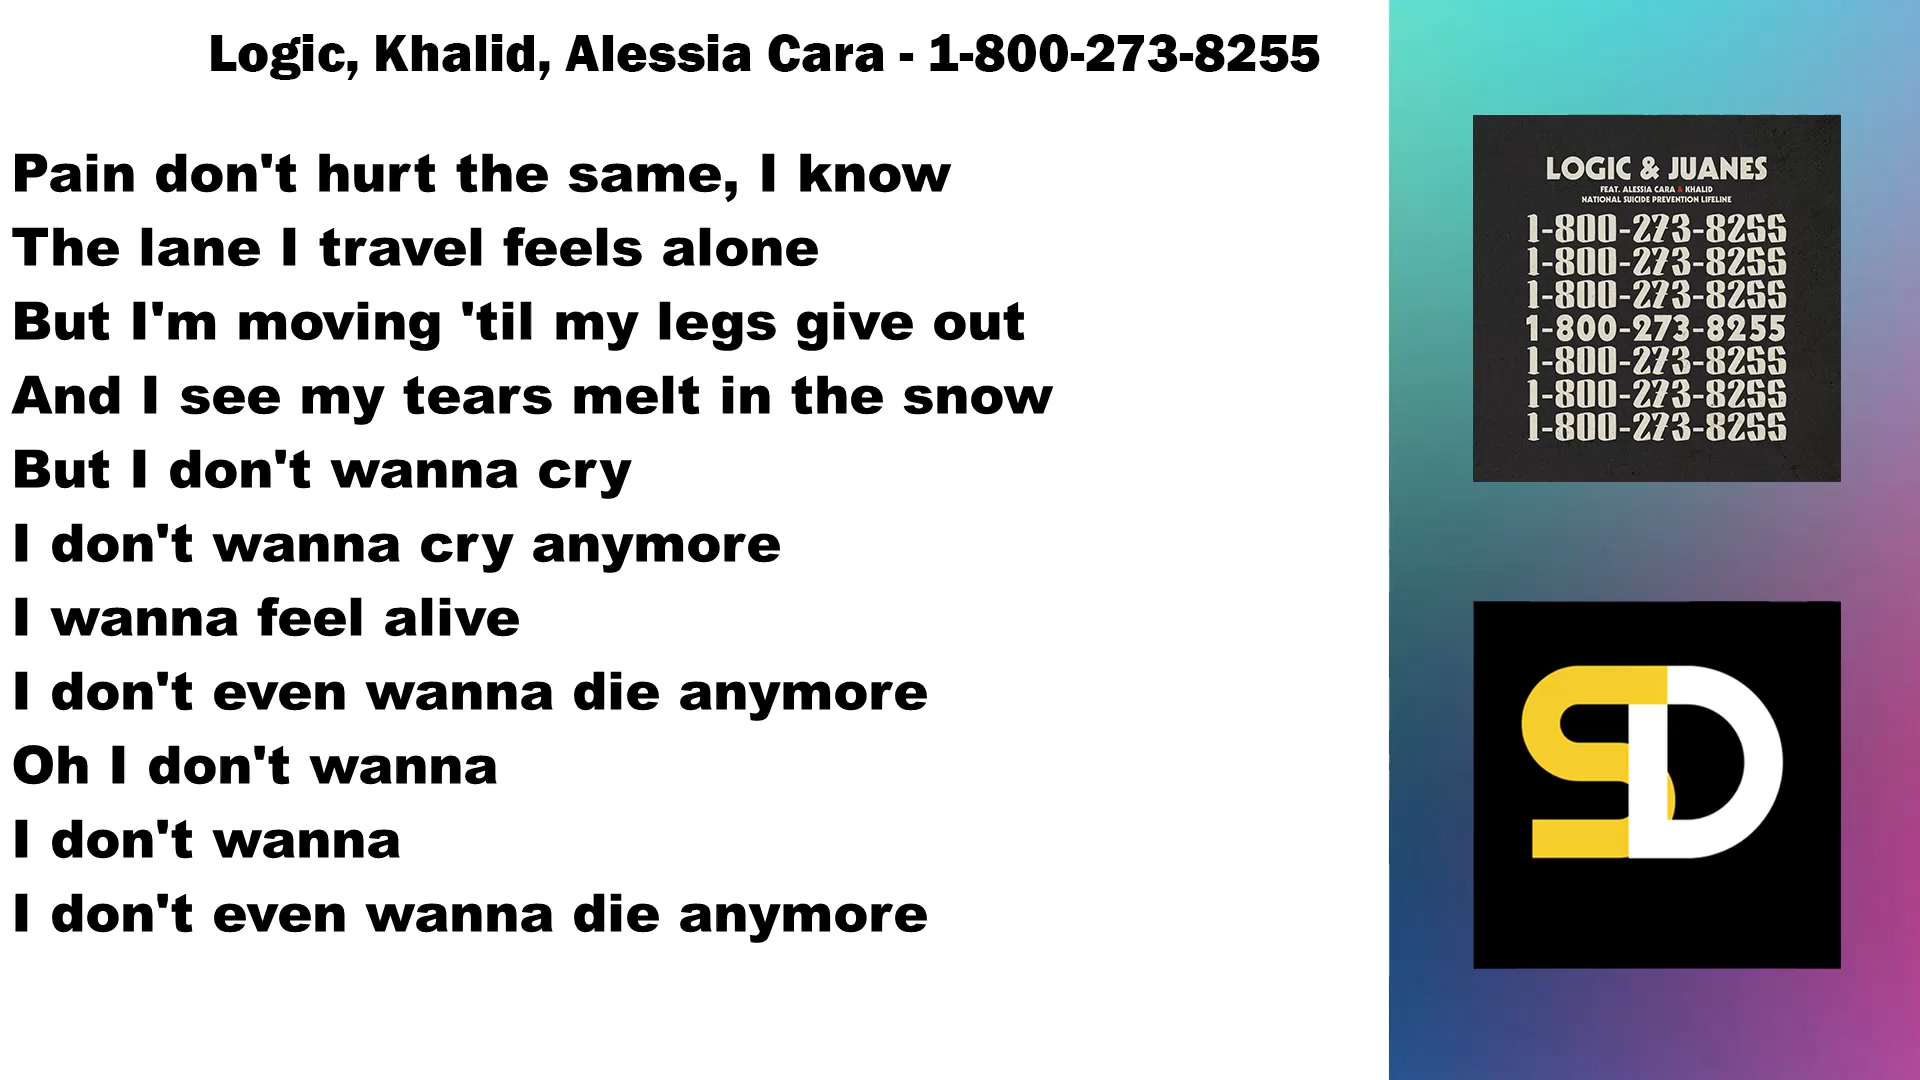 Logic, Khalid, Alessia Cara - 1-800-273-8255
Pain don't hurt the same, I know
The lane I travel feels alone
But I'm moving 'til my legs give out
And I see my tears melt in the snow
But I don't wanna cry
I don't wanna cry anymore
I wanna feel alive
I don't even wanna die anymore
Oh I don't wanna
I don't wanna
I don't even wanna die anymore
LOGIC & JUANES
FEAT. ALESSIA CARA & KHALID
NATIONAL SUICIDE PREVENTION LIFELINE
1-800-273-8255
1-800-273-8255
1-800-273-8255
1-800-273-8255
1-800-273-8255
1-800-273-8255
1-800-273-8255
SD